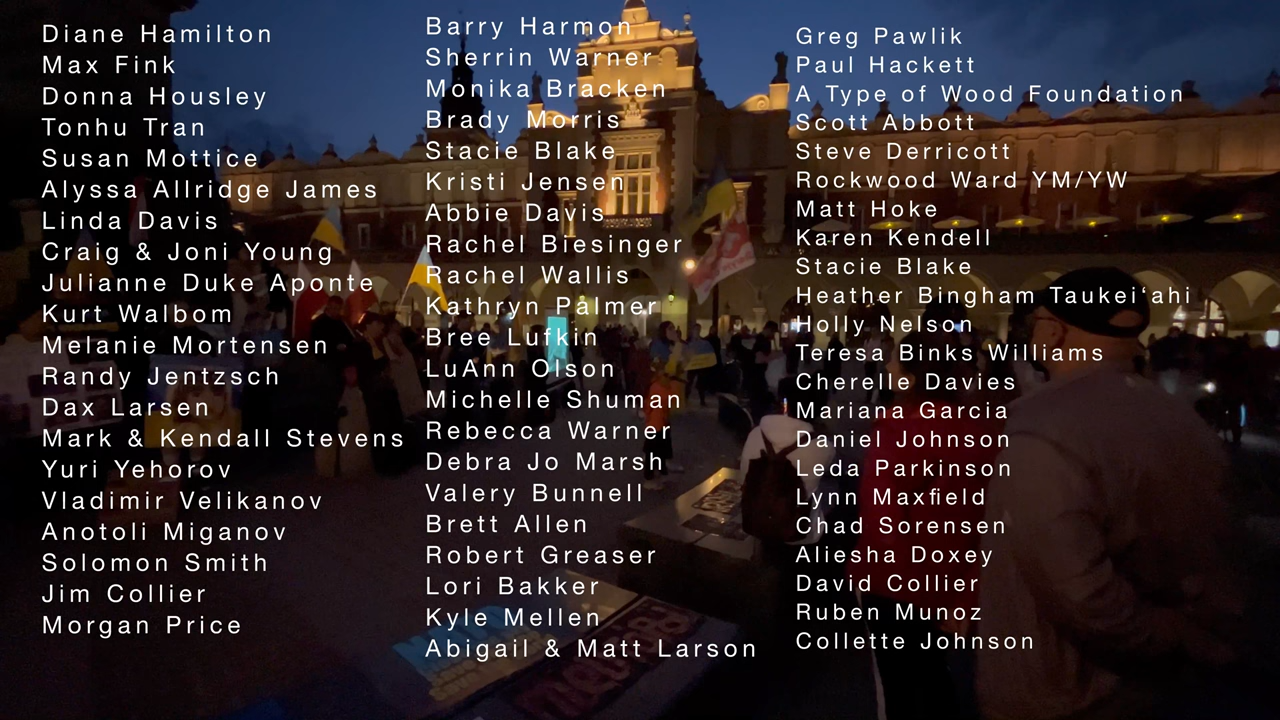 Diane Hamilton
Max Fink
Donna Housley
Tonhu Tran
Susan Mottice
Alyssa Allridge James
Linda Davis
Craig & Joni Young
Julianne Duke Aponte
Kurt Walbom
Melanie Mortensen
Randy Jentzsch
Dax Larsen
Mark & Kendall Stevens
Yuri Yehorov
Vladimir Velikanov
Anotoli Miganov
Solomon Smith
Jim Collier
Morgan Price
Barry Harmon
Sherrin Warner
Monika Bracken
Brady Morris
Stacie Blake
Kristi Jensen
Abbie Davis
Rachel Biesinger
Rachel Wallis
Kathryn Palmer
Bree Lufkin
LuAnn Olson
Michelle Shuman
Rebecca Warner
Debra Jo Marsh
Valery Bunnell
Brett Allen
Robert Greaser
Lori Bakker
Kyle Mellen
Abigail & Matt Larson
Greg Pawlik
Paul Hackett
A Type of Wood Foundation
Scott Abbott
Steve Derricott
Rockwood Ward YM/YW
Matt Hoke
Karen Kendell
Stacie Blake
Heather Bingham Taukei‘ahi
Holly Nelson
Teresa Binks Williams
Cherelle Davies
Mariana Garcia
Daniel Johnson
Leda Parkinson
Lynn Maxfield
Chad Sorensen
Aliesha Doxey
David Collier
Ruben Munoz
Collette Johnson